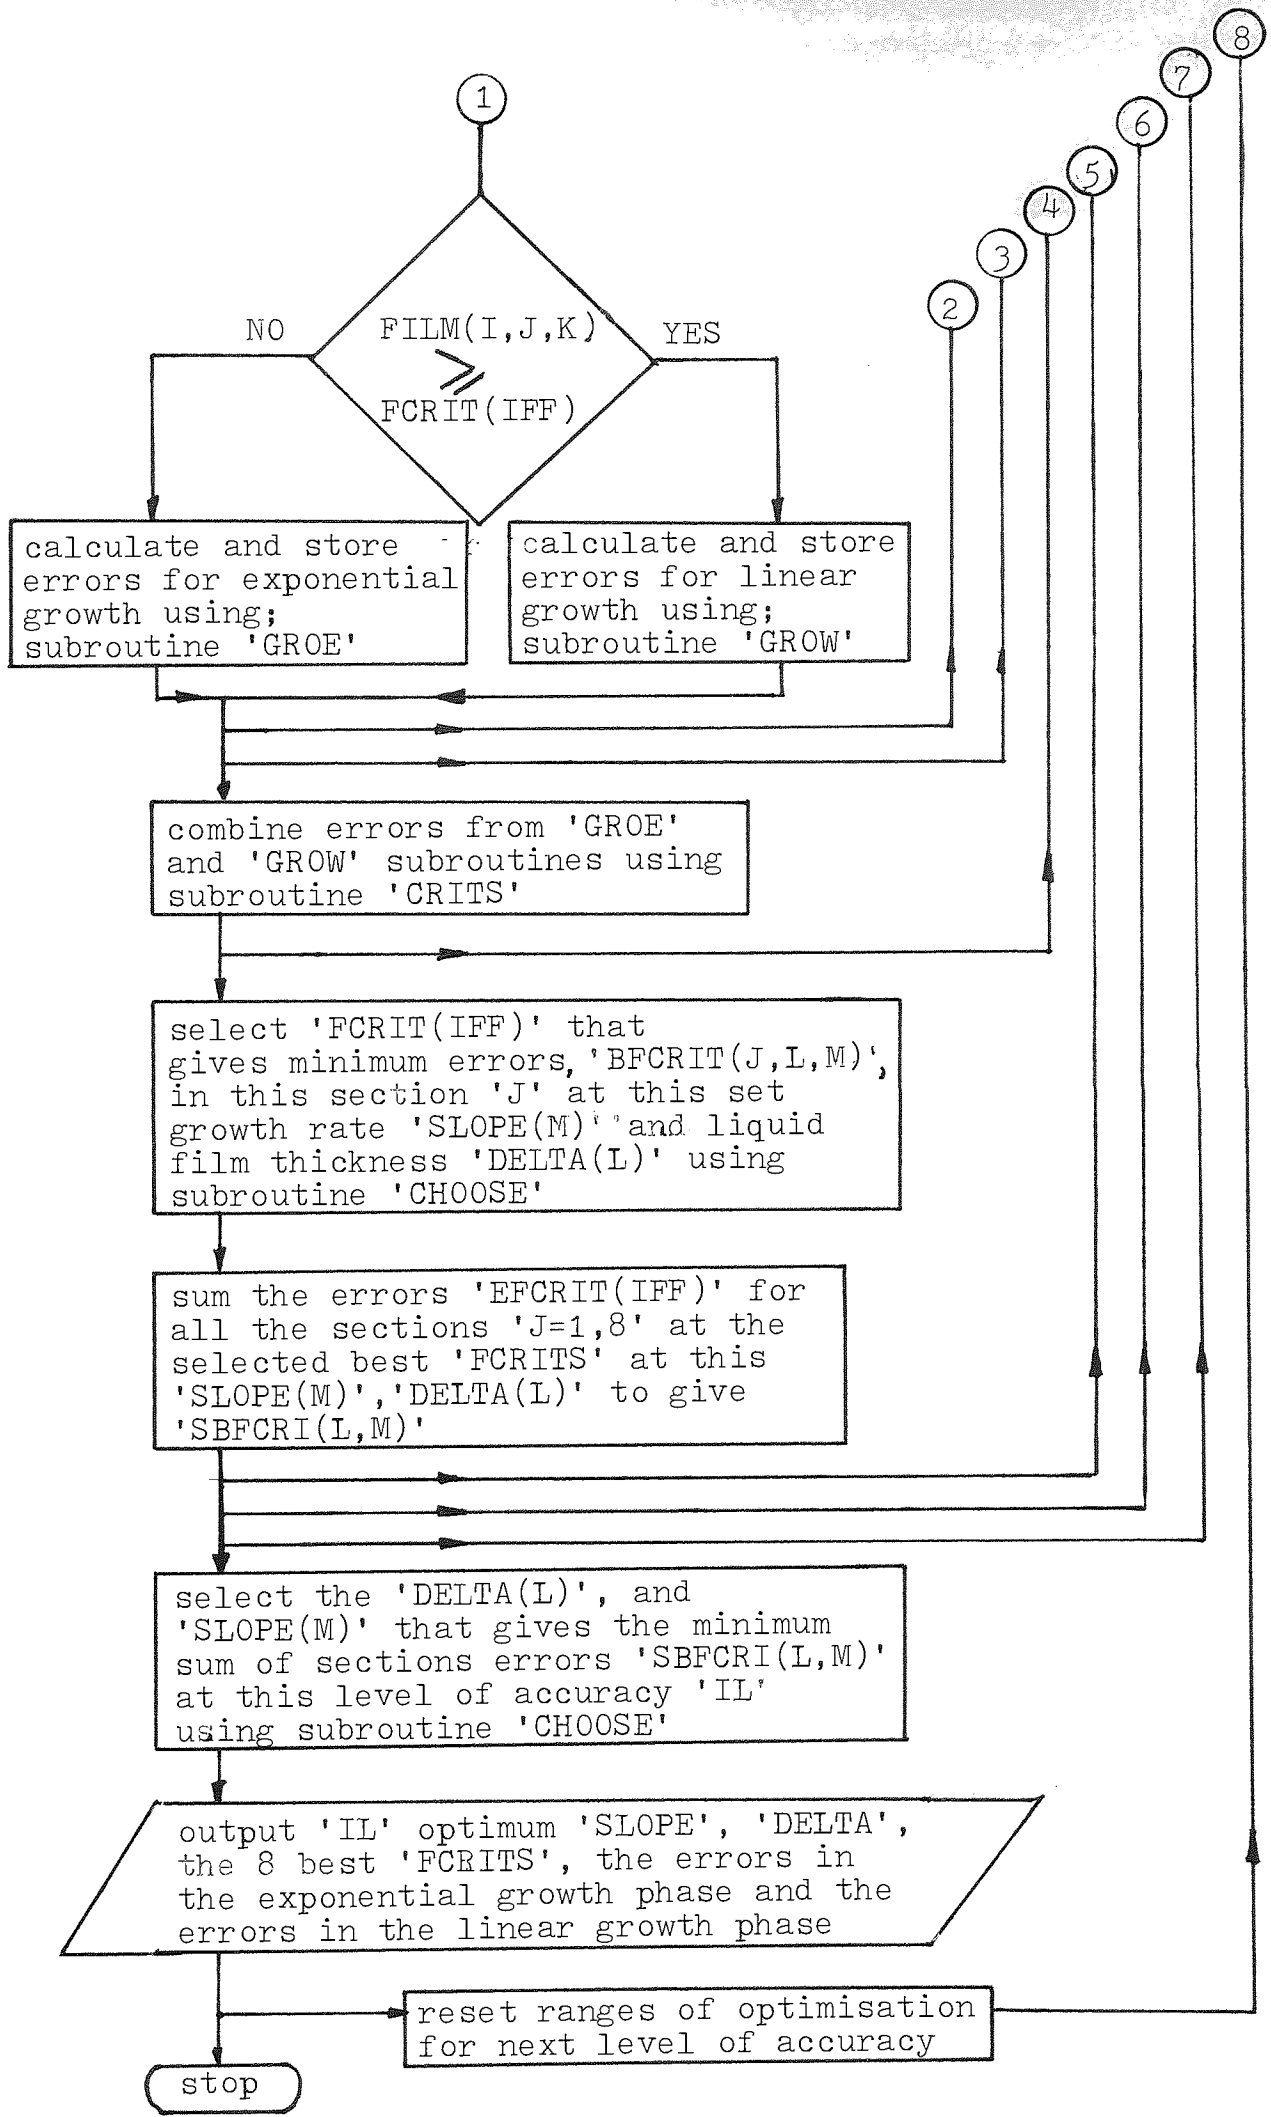 8
7
1
6
5
4
3
2
NO
FILM(I,J,K)
YES
⩾
FCRIT(IFF)
calculate and store
errors for exponential
growth using;
subroutine 'GROE'
calculate and store
errors for linear
growth using;
subroutine 'GROW'
combine errors from 'GROE'
and 'GROW' subroutines using
subroutine 'CRITS'
select 'FCRIT(IFF)' that
gives minimum errors, 'BFCRIT(J,L,M)',
in this section 'J' at this set
growth rate 'SLOPE(M)' and liquid
film thickness 'DELTA(L)' using
subroutine 'CHOOSE'
sum the errors 'EFCRIT(IFF)' for
all the sections 'J=1,8' at the
selected best 'FCRITS' at this
'SLOPE(M)','DELTA(L)' to give
'SBFCRI(L,M)'
select the 'DELTA(L)', and
'SLOPE(M)' that gives the minimum
sum of sections errors 'SBFCRI(L,M)'
at this level of accuracy 'IL'
using subroutine 'CHOOSE'
output 'IL' optimum 'SLOPE', 'DELTA',
the 8 best 'FCRITS', the errors in
the exponential growth phase and the
errors in the linear growth phase
reset ranges of optimisation
for next level of accuracy
stop